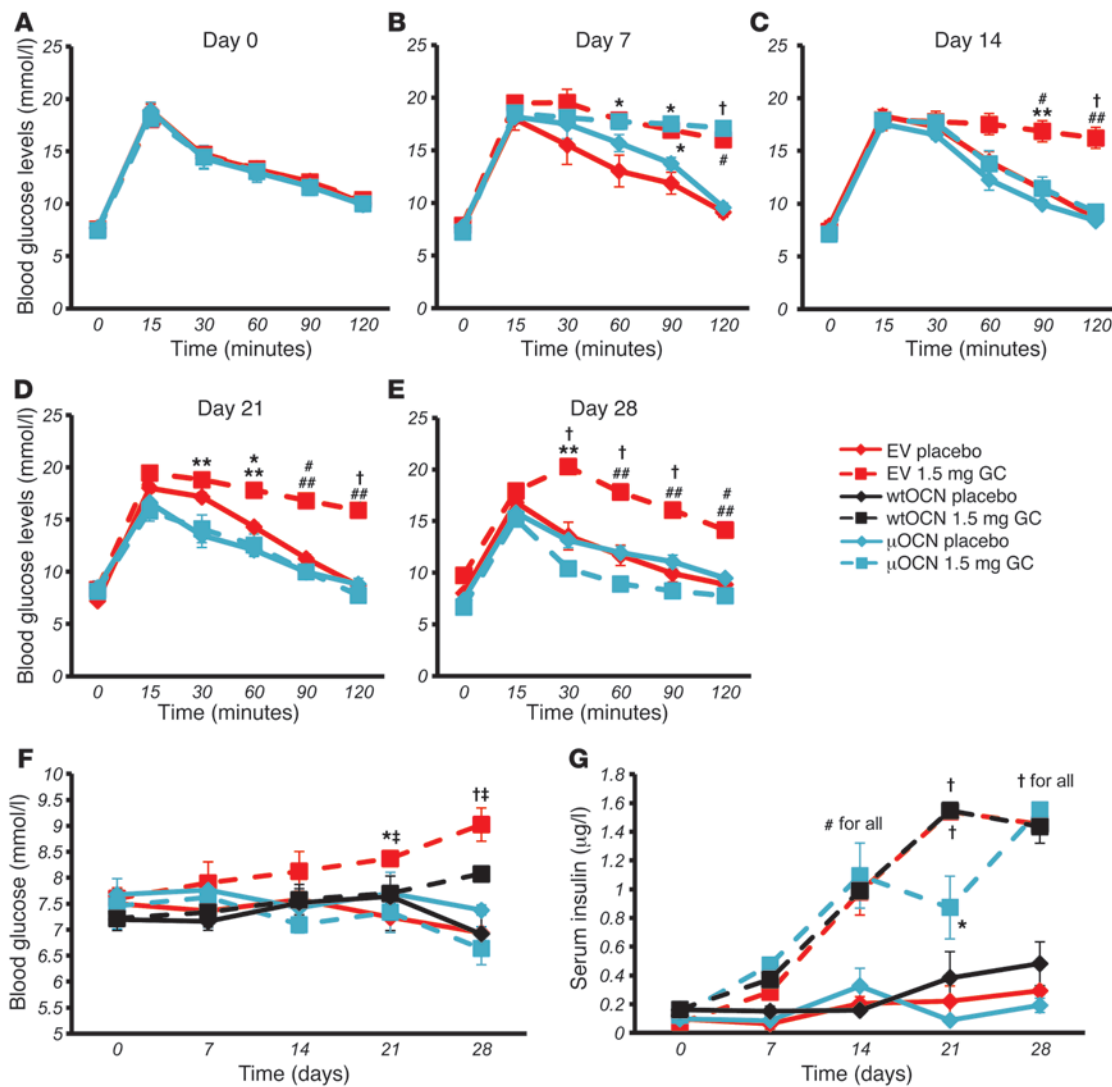 A
Day 0
Blood glucose levels (mmol/l)
25
20
15
10
5
0
0 15 30 60 90 120
Time (minutes)
B
Day 7
25
20
15
10
5
0
* * †
* #
0 15 30 60 90 120
Time (minutes)
C
Day 14
25
20
15
10
5
0
# †
** ##
0 15 30 60 90 120
Time (minutes)
D
Day 21
Blood glucose levels (mmol/l)
25
20
15
10
5
0
* # †
** ** ## ##
0 15 30 60 90 120
Time (minutes)
E
Day 28
25
20
15
10
5
0
† † † #
** ## ## ##
0 15 30 60 90 120
Time (minutes)
EV placebo
EV 1.5 mg GC
wtOCN placebo
wtOCN 1.5 mg GC
μOCN placebo
μOCN 1.5 mg GC
F
Blood glucose (mmol/l)
10
9.5
9
8.5
8
7.5
7
6.5
6
5.5
5
*‡ †‡
0 7 14 21 28
Time (days)
G
Serum insulin (μg/l)
1.8
1.6
1.4
1.2
1
0.8
0.6
0.4
0.2
0
# for all
†
†
*
† for all
0 7 14 21 28
Time (days)